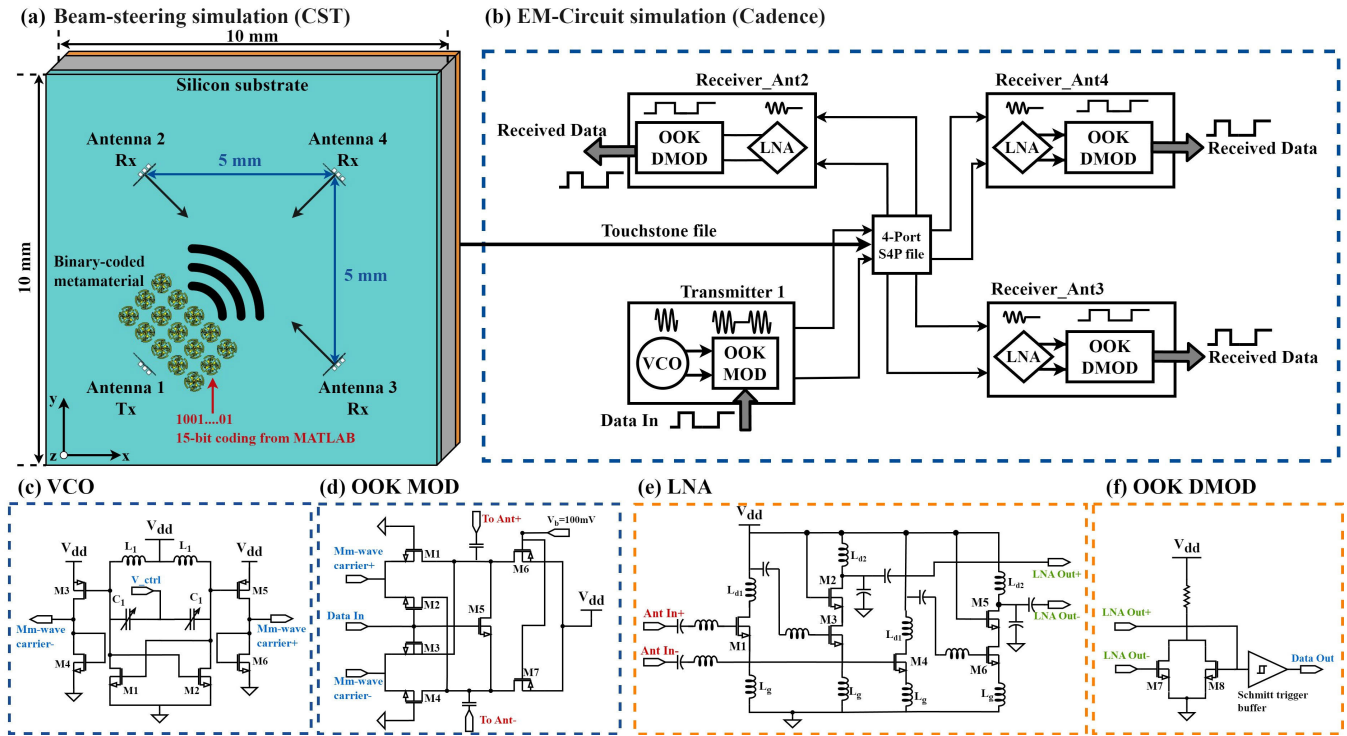 (a) Beam-steering simulation (CST)
10 mm
10 mm
Silicon substrate
Antenna 2
Rx
Antenna 4
Rx
5 mm
5 mm
Binary-coded
metamaterial
Antenna 1
Tx
Antenna 3
Rx
1001....01
15-bit coding from MATLAB
y
z
x
(b) EM-Circuit simulation (Cadence)
Receiver_Ant2
Received Data
OOK
DMOD
LNA
Receiver_Ant4
LNA
OOK
DMOD
Received Data
Touchstone file
4-Port
S4P file
Transmitter 1
VCO
OOK
MOD
Data In
Receiver_Ant3
LNA
OOK
DMOD
Received Data
(c) VCO
Vdd
Vdd
Vdd
L1
L1
M3
V_ctrl
M5
C1
C1
Mm-wave
carrier-
Mm-wave
carrier+
M4
M1
M2
M6
(d) OOK MOD
To Ant+
Vb=100mV
M1
M6
Mm-wave
carrier+
M2
Vdd
Data In
M5
M3
Mm-wave
carrier-
M7
M4
To Ant-
(e) LNA
Vdd
Ld2
M2
LNA Out+
Ld1
Ld2
M5
LNA Out-
Ant In+
M3
Ld1
M1
Ant In-
M4
M6
Lg
Lg
Lg
Lg
(f) OOK DMOD
Vdd
LNA Out+
LNA Out-
M7
M8
Data Out
Schmitt trigger
buffer